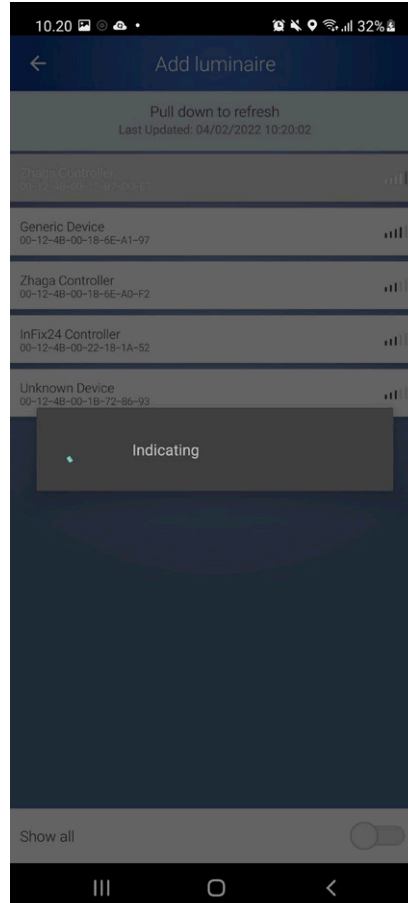 10.20
32%
Add luminaire
Pull down to refresh
Last Updated: 04/02/2022 10:20:02
Zhaga Controller
Generic Device
00-12-4B-00-18-6E-A1-97
Zhaga Controller
00-12-4B-00-18-6E-A0-F2
InFix24 Controller
00-12-4B-00-22-18-1A-52
Unknown Device
00-12-4B-00-1B-72-86-93
Indicating
Show all